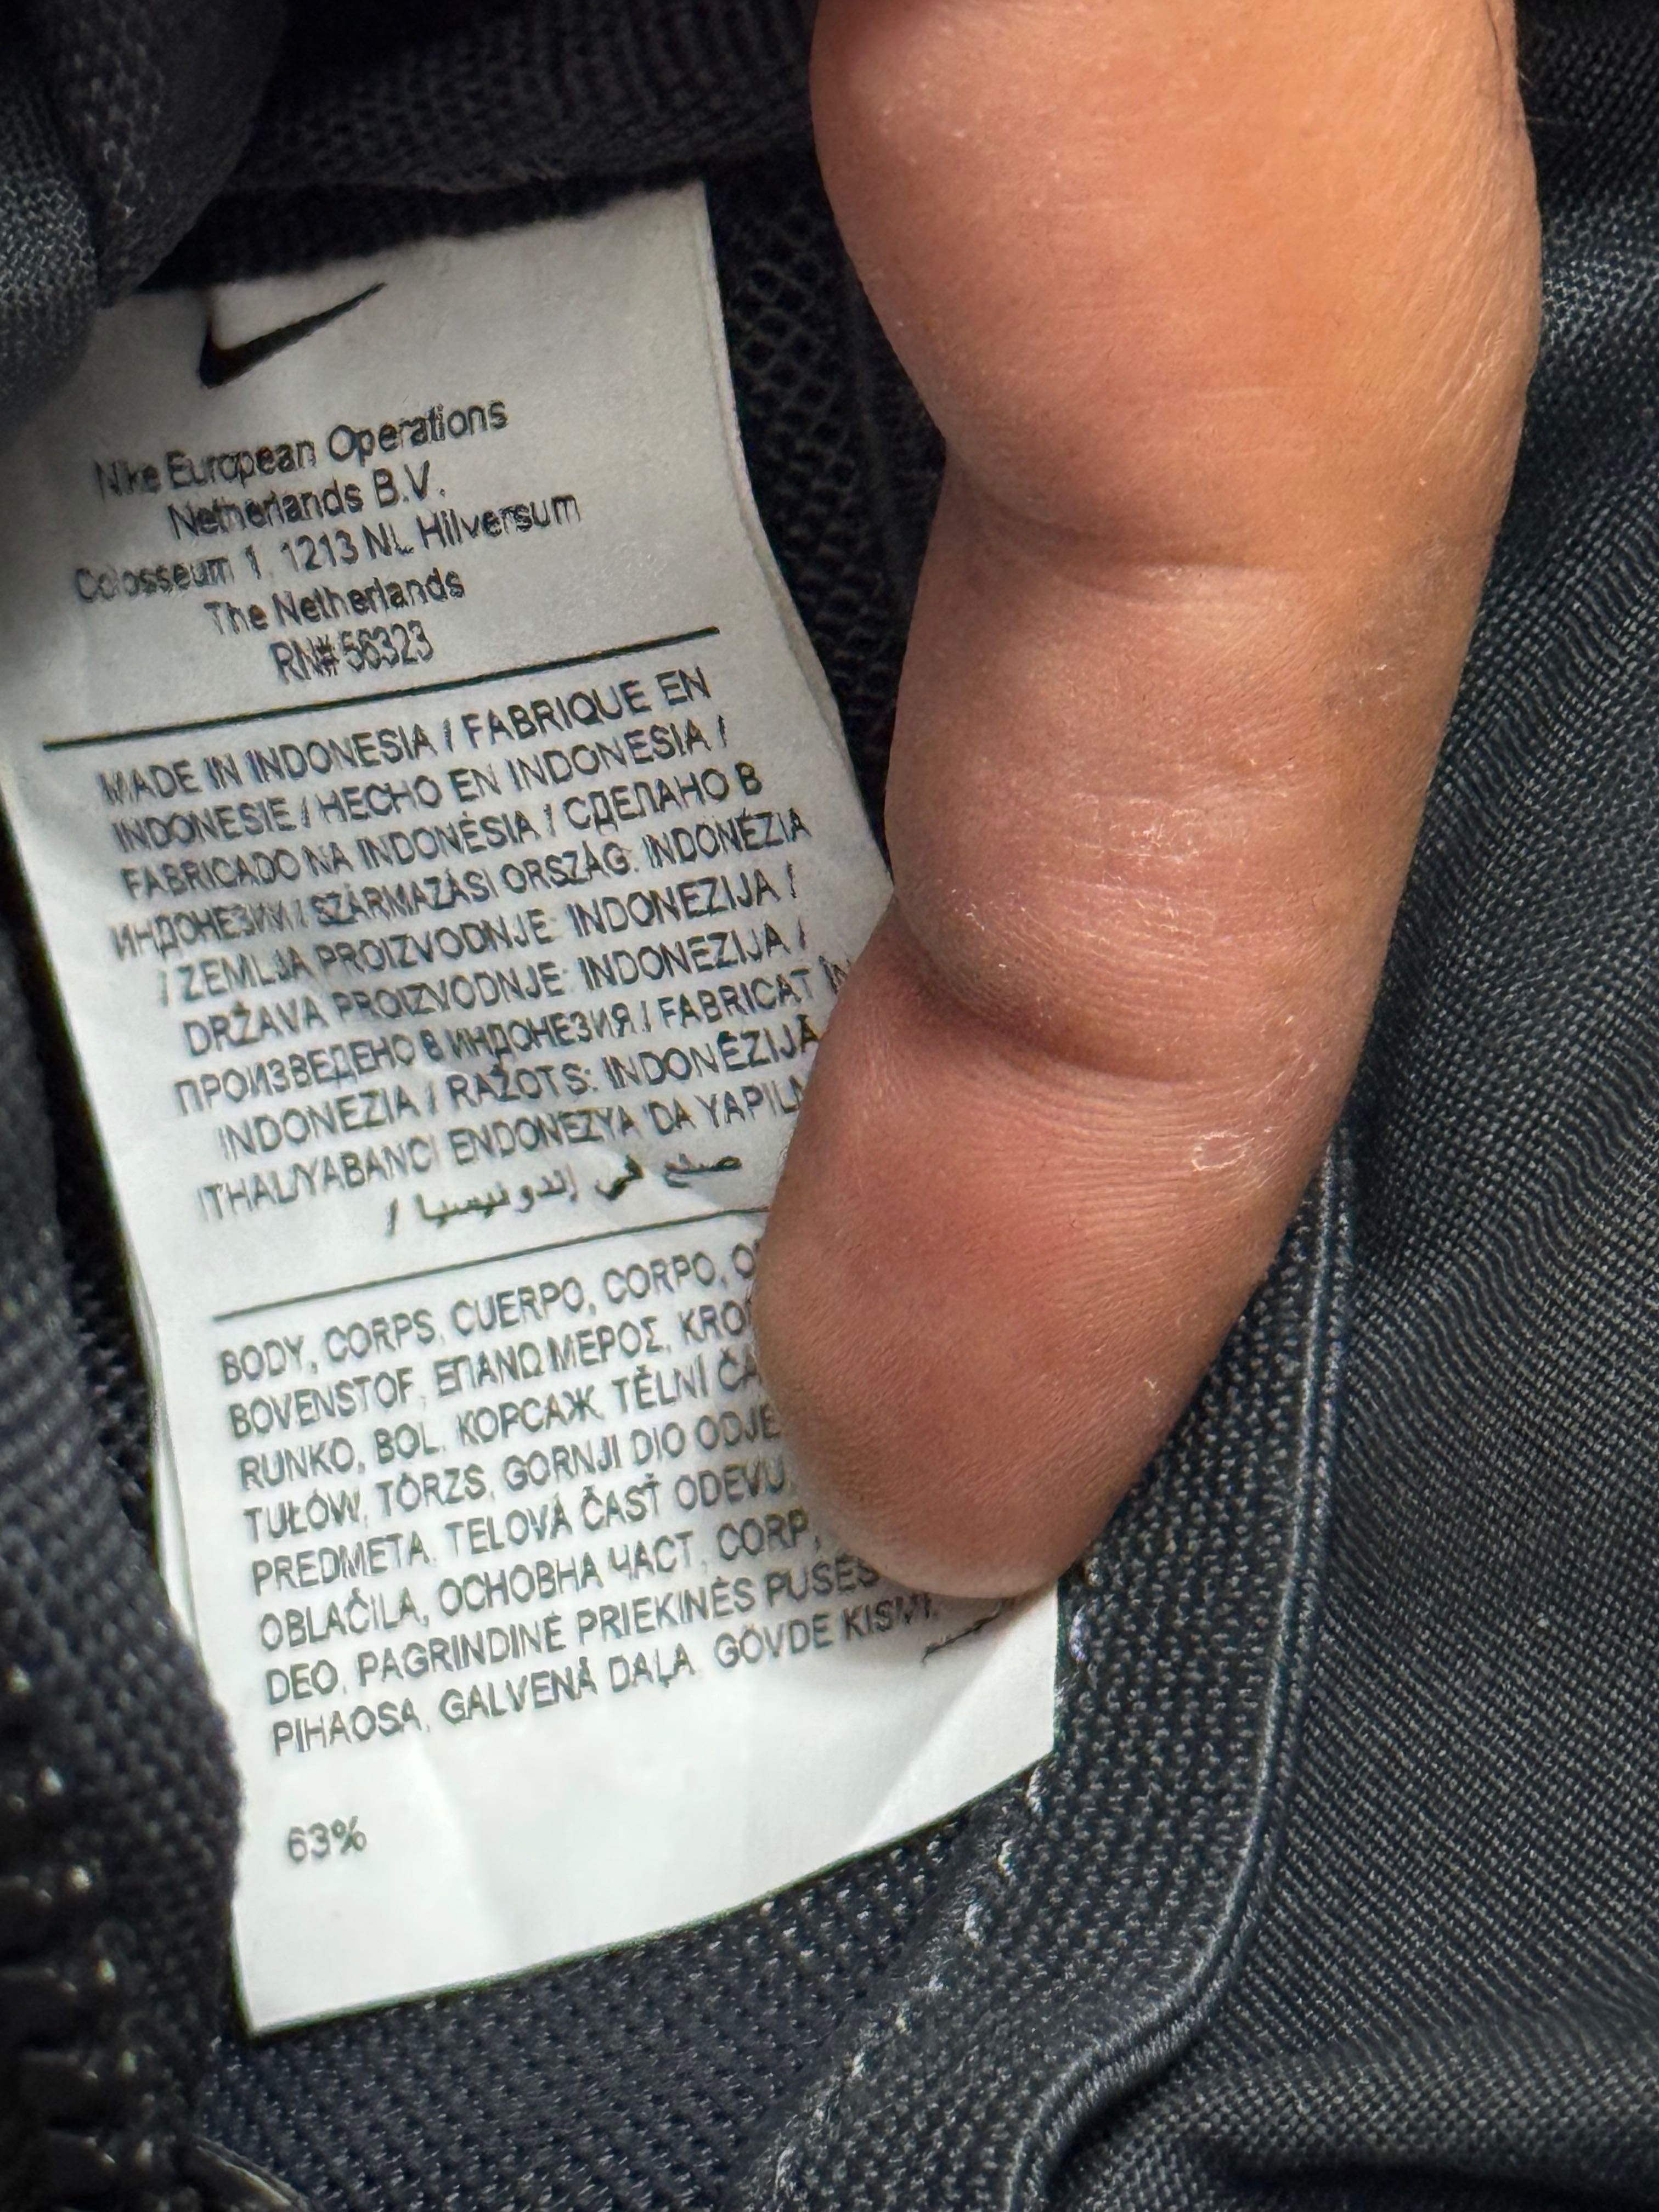 Nike European Operations
Netherlands B.V.
Colosseum 1, 1213 NL Hilversum
The Netherlands
RN# 56323
MADE IN INDONESIA / FABRIQUE EN
INDONESIE / HECHO EN INDONESIA /
FABRICADO NA INDONÉSIA / СДЕЛАНО В
ИНДОНЕЗИИ / SZÁRMAZÁSI ORSZÁG: INDONÉZIA
/ ZEMLJA PROIZVODNJE: INDONEZIJA /
DRŽAVA PROIZVODNJE: INDONEZIJA /
ПРОИЗВЕДЕНО В ИНДОНЕЗИЯ / FABRICAT ÎN
INDONEZIA / RAŽOTS: INDONĒZIJĀ
ITHAL/YABANCI ENDONEZYA 'DA YAPIL
صنع في إندونيسيا /
BODY, CORPS, CUERPO, CORPO, O
BOVENSTOF, ΕΠΑΝΩ ΜΕΡΟΣ, KRO
RUNKO, BOL, КОРСАЖ, TĚLNÍ ČÁ
TUŁÓW, TÖRZS, GORNJI DIO ODJE
PREDMETA, TELOVÁ ČASŤ ODEVU
OBLAČILA, ОСНОВНА ЧАСТ, CORP,
DEO, PAGRINDINĖ PRIEKINĖS PUSĖS
PIHAOSA, GALVENĀ DAĻA, GÖVDE KISMI,
63%